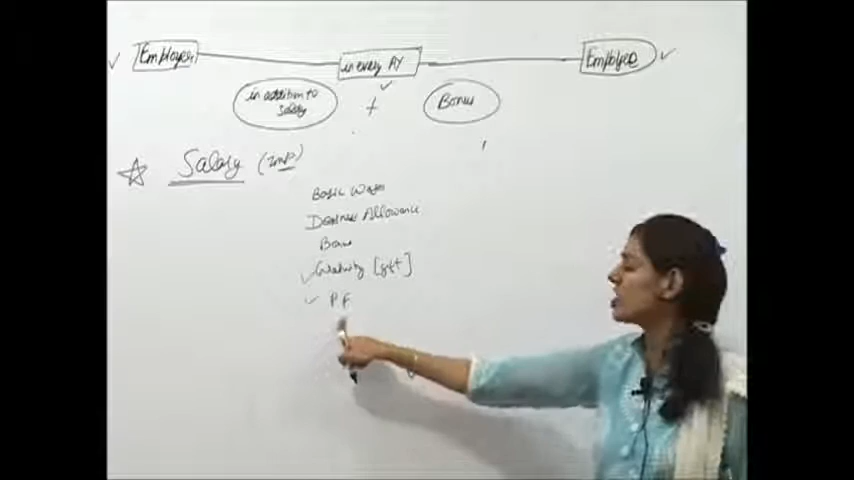 Employer in every AY Employee
in addition to Salary + Bonus
Salary (Imp)
Basic Wages
Dearness Allowance
Bonus
Gratuity [gift]
PF